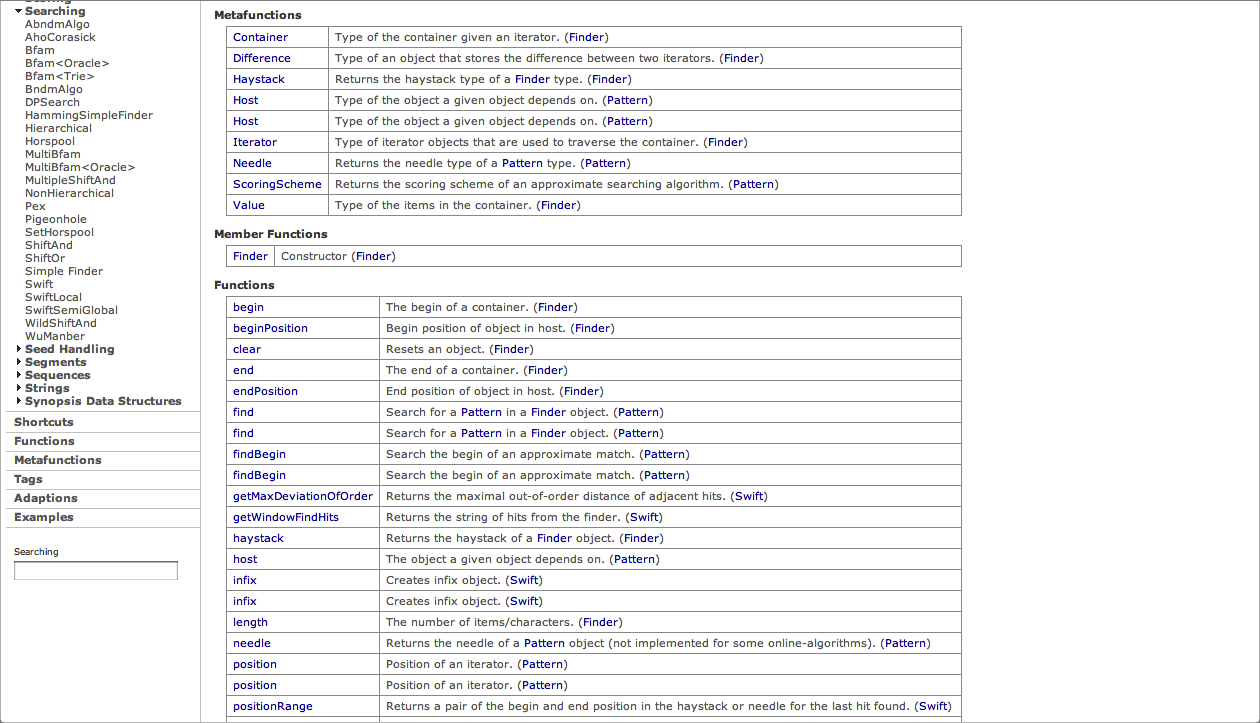 Searching
AbndmAlgo
AhoCorasick
Bfam
Bfam<Oracle>
Bfam<Trie>
BndmAlgo
DPSearch
HammingSimpleFinder
Hierarchical
Horspool
MultiBfam
MultiBfam<Oracle>
MultipleShiftAnd
NonHierarchical
Pex
Pigeonhole
SetHorspool
ShiftAnd
ShiftOr
Simple Finder
Swift
SwiftLocal
SwiftSemiGlobal
WildShiftAnd
WuManber
Seed Handling
Segments
Sequences
Strings
Synopsis Data Structures
Shortcuts
Functions
Metafunctions
Tags
Adaptions
Examples
Searching
Metafunctions
Container Type of the container given an iterator. (Finder)
Difference Type of an object that stores the difference between two iterators. (Finder)
Haystack Returns the haystack type of a Finder type. (Finder)
Host Type of the object a given object depends on. (Pattern)
Host Type of the object a given object depends on. (Pattern)
Iterator Type of iterator objects that are used to traverse the container. (Finder)
Needle Returns the needle type of a Pattern type. (Pattern)
ScoringScheme Returns the scoring scheme of an approximate searching algorithm. (Pattern)
Value Type of the items in the container. (Finder)
Member Functions
Finder Constructor (Finder)
Functions
begin The begin of a container. (Finder)
beginPosition Begin position of object in host. (Finder)
clear Resets an object. (Finder)
end The end of a container. (Finder)
endPosition End position of object in host. (Finder)
find Search for a Pattern in a Finder object. (Pattern)
find Search for a Pattern in a Finder object. (Pattern)
findBegin Search the begin of an approximate match. (Pattern)
findBegin Search the begin of an approximate match. (Pattern)
getMaxDeviationOfOrder Returns the maximal out-of-order distance of adjacent hits. (Swift)
getWindowFindHits Returns the string of hits from the finder. (Swift)
haystack Returns the haystack of a Finder object. (Finder)
host The object a given object depends on. (Pattern)
infix Creates infix object. (Swift)
infix Creates infix object. (Swift)
length The number of items/characters. (Finder)
needle Returns the needle of a Pattern object (not implemented for some online-algorithms). (Pattern)
position Position of an iterator. (Pattern)
position Position of an iterator. (Pattern)
positionRange Returns a pair of the begin and end position in the haystack or needle for the last hit found. (Swift)